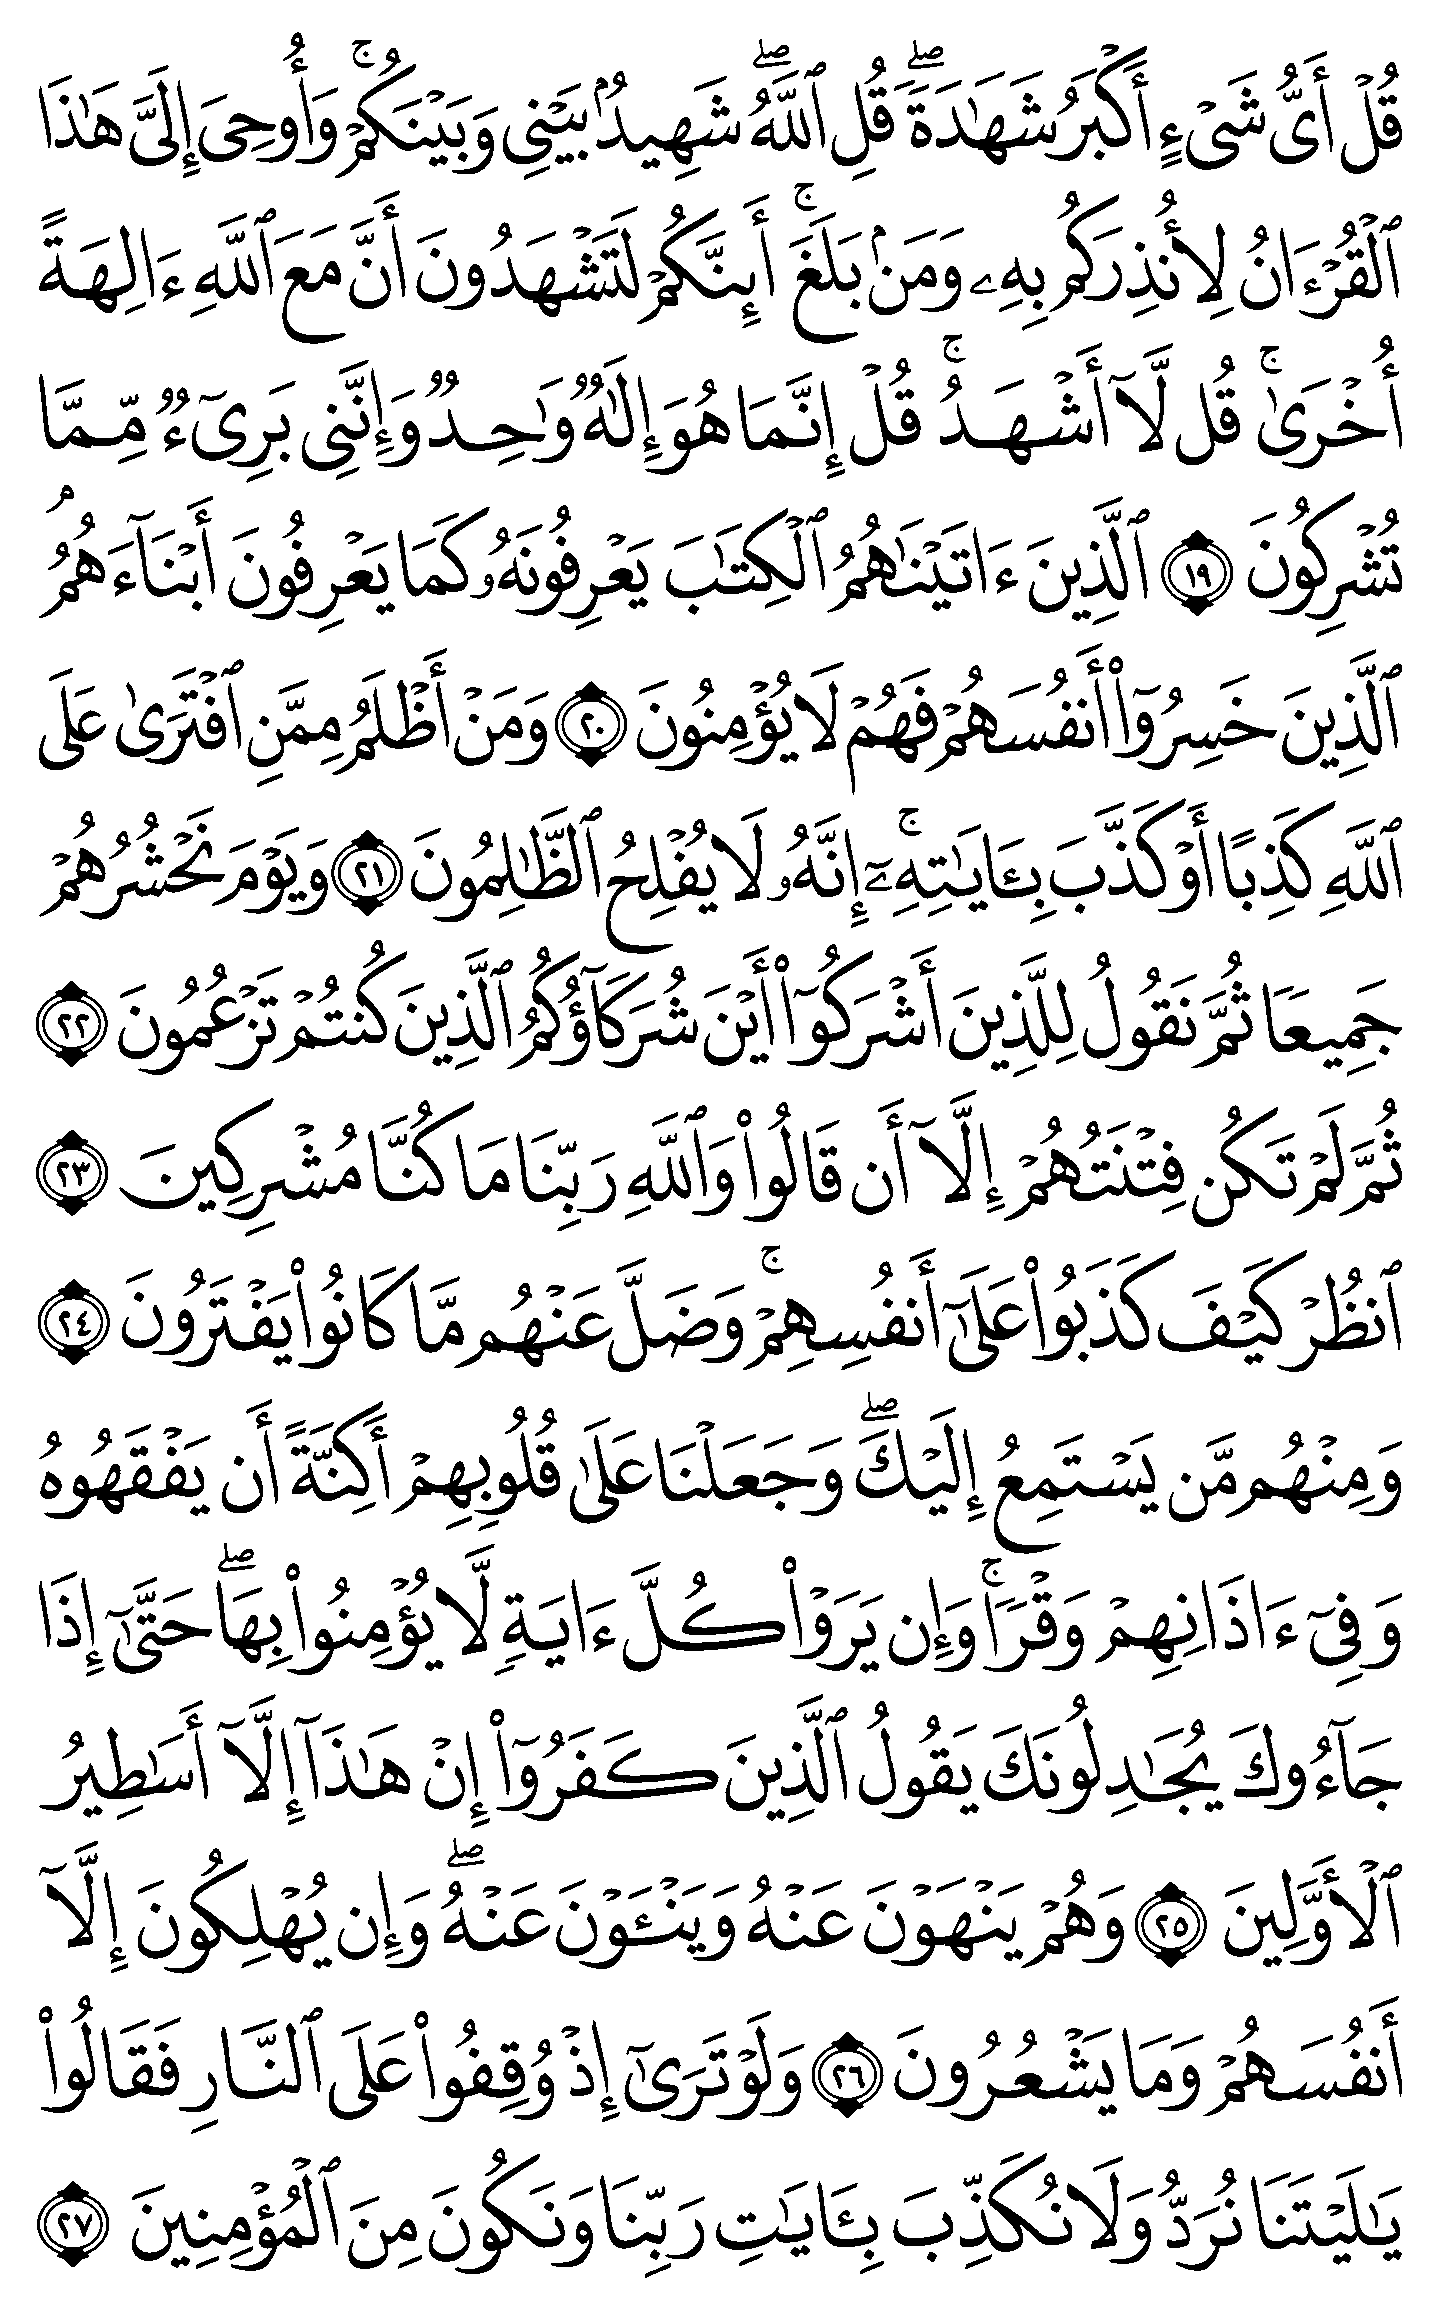 قُلۡ أَيُّ شَيۡءٍ أَكۡبَرُ شَهَٰدَةٗۖ قُلِ ٱللَّهُۖ شَهِيدُۢ بَيۡنِي وَبَيۡنَكُمۡۚ وَأُوحِيَ إِلَيَّ هَٰذَا
ٱلۡقُرۡءَانُ لِأُنذِرَكُم بِهِۦ وَمَنۢ بَلَغَۚ أَئِنَّكُمۡ لَتَشۡهَدُونَ أَنَّ مَعَ ٱللَّهِ ءَالِهَةً
أُخۡرَىٰۚ قُل لَّآ أَشۡهَدُۚ قُلۡ إِنَّمَا هُوَ إِلَٰهٞ وَٰحِدٞ وَإِنَّنِي بَرِيٓءٞ مِّمَّا
تُشۡرِكُونَ ١٩ ٱلَّذِينَ ءَاتَيۡنَٰهُمُ ٱلۡكِتَٰبَ يَعۡرِفُونَهُۥ كَمَا يَعۡرِفُونَ أَبۡنَآءَهُمُۘ
ٱلَّذِينَ خَسِرُوٓاْ أَنفُسَهُمۡ فَهُمۡ لَا يُؤۡمِنُونَ ٢٠ وَمَنۡ أَظۡلَمُ مِمَّنِ ٱفۡتَرَىٰ عَلَى
ٱللَّهِ كَذِبًا أَوۡ كَذَّبَ بِـَٔايَٰتِهِۦٓۚ إِنَّهُۥ لَا يُفۡلِحُ ٱلظَّٰلِمُونَ ٢١ وَيَوۡمَ نَحۡشُرُهُمۡ
جَمِيعٗا ثُمَّ نَقُولُ لِلَّذِينَ أَشۡرَكُوٓاْ أَيۡنَ شُرَكَآؤُكُمُ ٱلَّذِينَ كُنتُمۡ تَزۡعُمُونَ ٢٢
ثُمَّ لَمۡ تَكُن فِتۡنَتُهُمۡ إِلَّآ أَن قَالُواْ وَٱللَّهِ رَبِّنَا مَا كُنَّا مُشۡرِكِينَ ٢٣
ٱنظُرۡ كَيۡفَ كَذَبُواْ عَلَىٰٓ أَنفُسِهِمۡۚ وَضَلَّ عَنۡهُم مَّا كَانُواْ يَفۡتَرُونَ ٢٤
وَمِنۡهُم مَّن يَسۡتَمِعُ إِلَيۡكَۖ وَجَعَلۡنَا عَلَىٰ قُلُوبِهِمۡ أَكِنَّةً أَن يَفۡقَهُوهُ
وَفِيٓ ءَاذَانِهِمۡ وَقۡرٗاۚ وَإِن يَرَوۡاْ كُلَّ ءَايَةٖ لَّا يُؤۡمِنُواْ بِهَاۖ حَتَّىٰٓ إِذَا
جَآءُوكَ يُجَٰدِلُونَكَ يَقُولُ ٱلَّذِينَ كَفَرُوٓاْ إِنۡ هَٰذَآ إِلَّآ أَسَٰطِيرُ
ٱلۡأَوَّلِينَ ٢٥ وَهُمۡ يَنۡهَوۡنَ عَنۡهُ وَيَنۡـَٔوۡنَ عَنۡهُۖ وَإِن يُهۡلِكُونَ إِلَّآ
أَنفُسَهُمۡ وَمَا يَشۡعُرُونَ ٢٦ وَلَوۡ تَرَىٰٓ إِذۡ وُقِفُواْ عَلَى ٱلنَّارِ فَقَالُواْ
يَٰلَيۡتَنَا نُرَدُّ وَلَا نُكَذِّبَ بِـَٔايَٰتِ رَبِّنَا وَنَكُونَ مِنَ ٱلۡمُؤۡمِنِينَ ٢٧